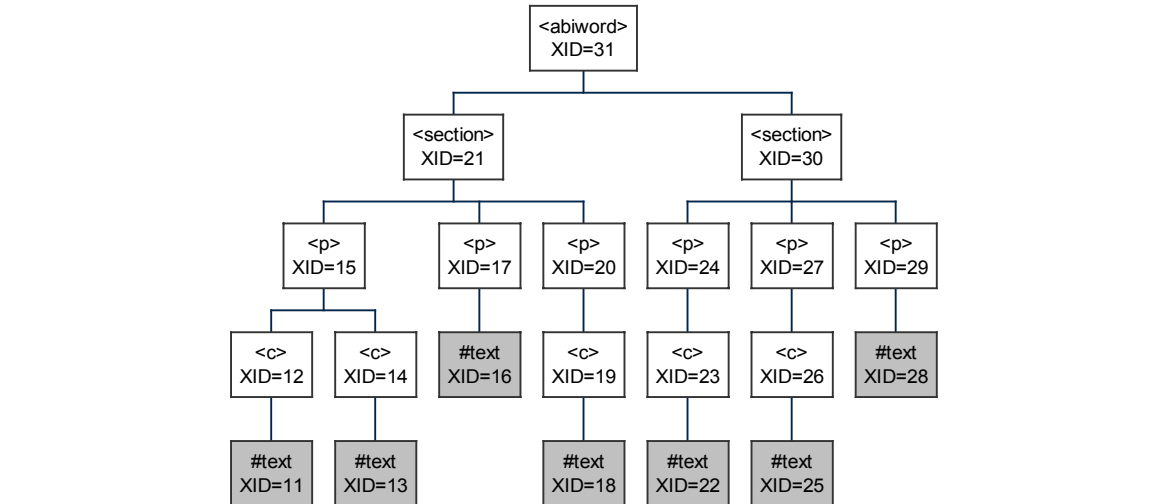 <abiword>
XID=31
<section>
XID=21
<section>
XID=30
<p>
XID=15
<p>
XID=17
<p>
XID=20
<p>
XID=24
<p>
XID=27
<p>
XID=29
<c>
XID=12
<c>
XID=14
#text
XID=16
<c>
XID=19
<c>
XID=23
<c>
XID=26
#text
XID=28
#text
XID=11
#text
XID=13
#text
XID=18
#text
XID=22
#text
XID=25